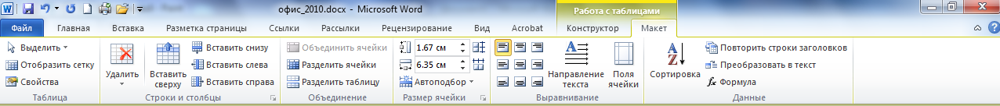 W офис_2010.docx - Microsoft Word Работа с таблицами
Файл Главная Вставка Разметка страницы Ссылки Рассылки Рецензирование Вид Acrobat Конструктор Макет
Выделить Вставить снизу Объединить ячейки 1.67 см Повторить строки заголовков
Отобразить сетку Удалить Вставить сверху Вставить слева Разделить ячейки 6.35 см Направление текста Поля ячейки А Я Сортировка Преобразовать в текст
Свойства Вставить справа Разделить таблицу Автоподбор fx Формула
Таблица Строки и столбцы Объединение Размер ячейки Выравнивание Данные